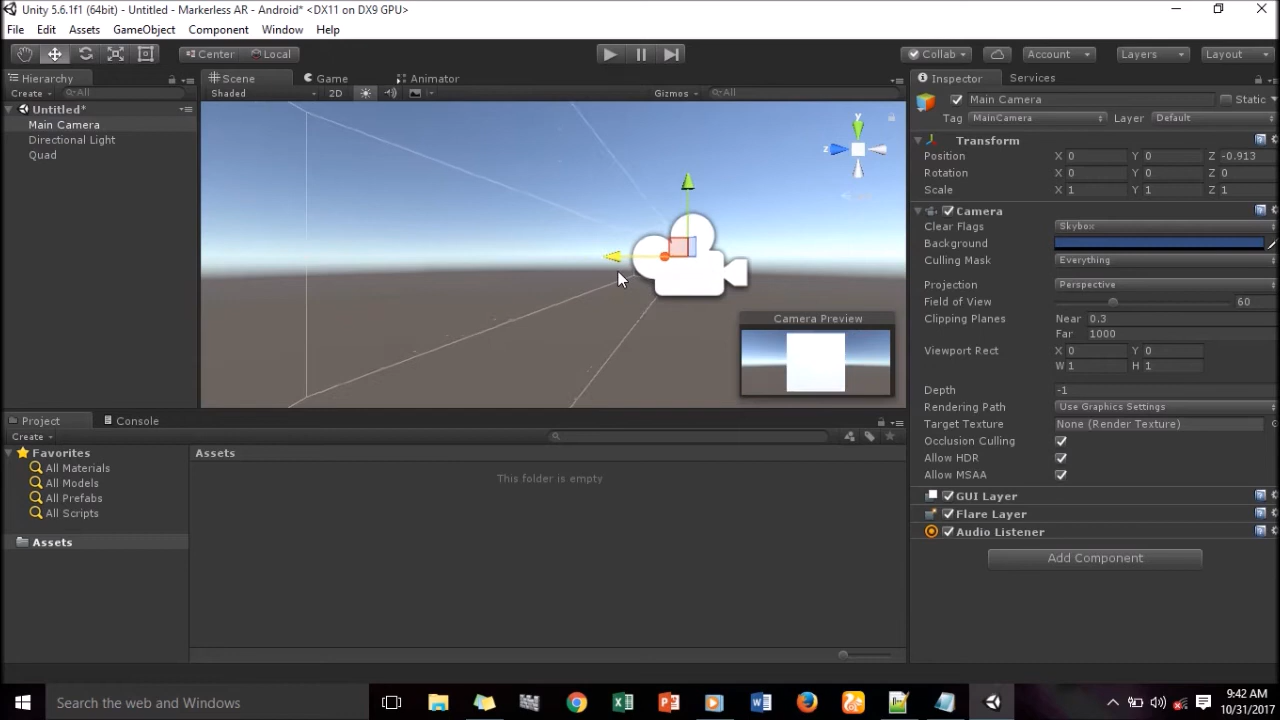 Unity 5.6.1f1 (64bit) - Untitled - Markerless AR - Android* <DX11 on DX9 GPU>
File Edit Assets GameObject Component Window Help
Center Local Collab Account Layers Layout
Hierarchy Scene Game Animator Inspector Services
Create All Shaded 2D Gizmos All Main Camera Static
Untitled* Tag MainCamera Layer Default
Main Camera
Directional Light
Quad
y
z
Transform
Position X 0 Y 0 Z -0.913
Rotation X 0 Y 0 Z 0
Scale X 1 Y 1 Z 1
Camera
Clear Flags Skybox
Background
Culling Mask Everything
Projection Perspective
Field of View 60
Clipping Planes Near 0.3
Far 1000
Camera Preview
Viewport Rect X 0 Y 0
W 1 H 1
Depth -1
Rendering Path Use Graphics Settings
Target Texture None (Render Texture)
Occlusion Culling
Allow HDR
Allow MSAA
GUI Layer
Flare Layer
Audio Listener
Add Component
Project Console
Create
Favorites Assets
All Materials This folder is empty
All Models
All Prefabs
All Scripts
Assets
Search the web and Windows
9:42 AM
10/31/2017